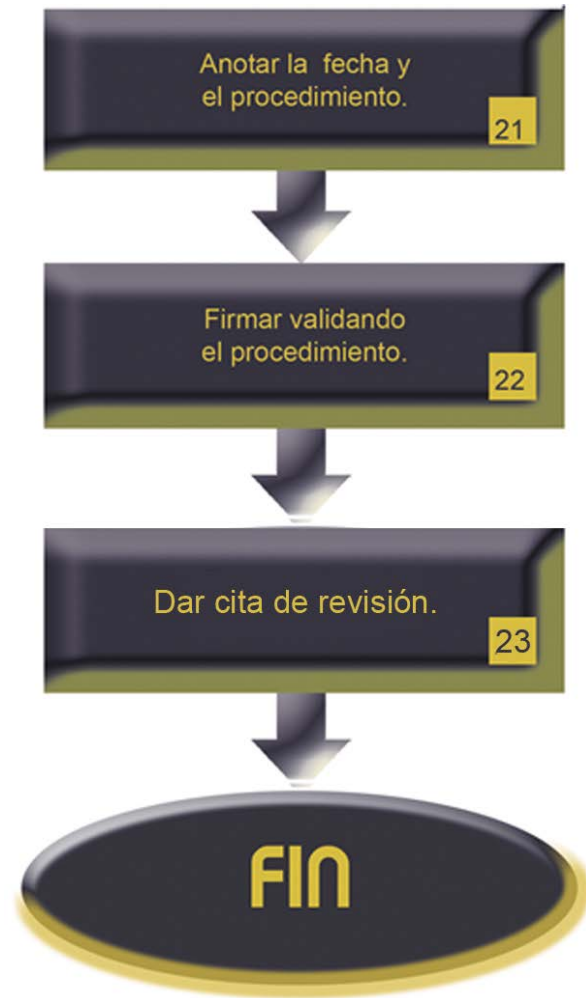 Anotar la fecha y
el procedimiento.
21
Firmar validando
el procedimiento.
22
Dar cita de revisión.
23
FIN